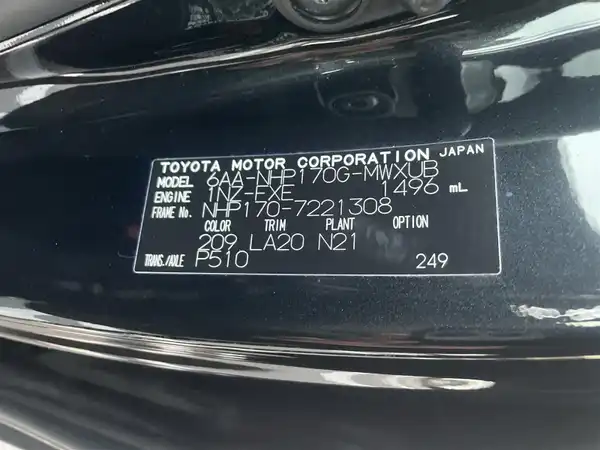 TOYOTA MOTOR CORPORATION JAPAN
MODEL 6AA-NHP170G-MWXUB
ENGINE 1NZ-EXE 1496 mL
FRAME No. NHP170-7221308
COLOR TRIM PLANT OPTION
209 LA20 N21
TRANS./AXLE P510 249